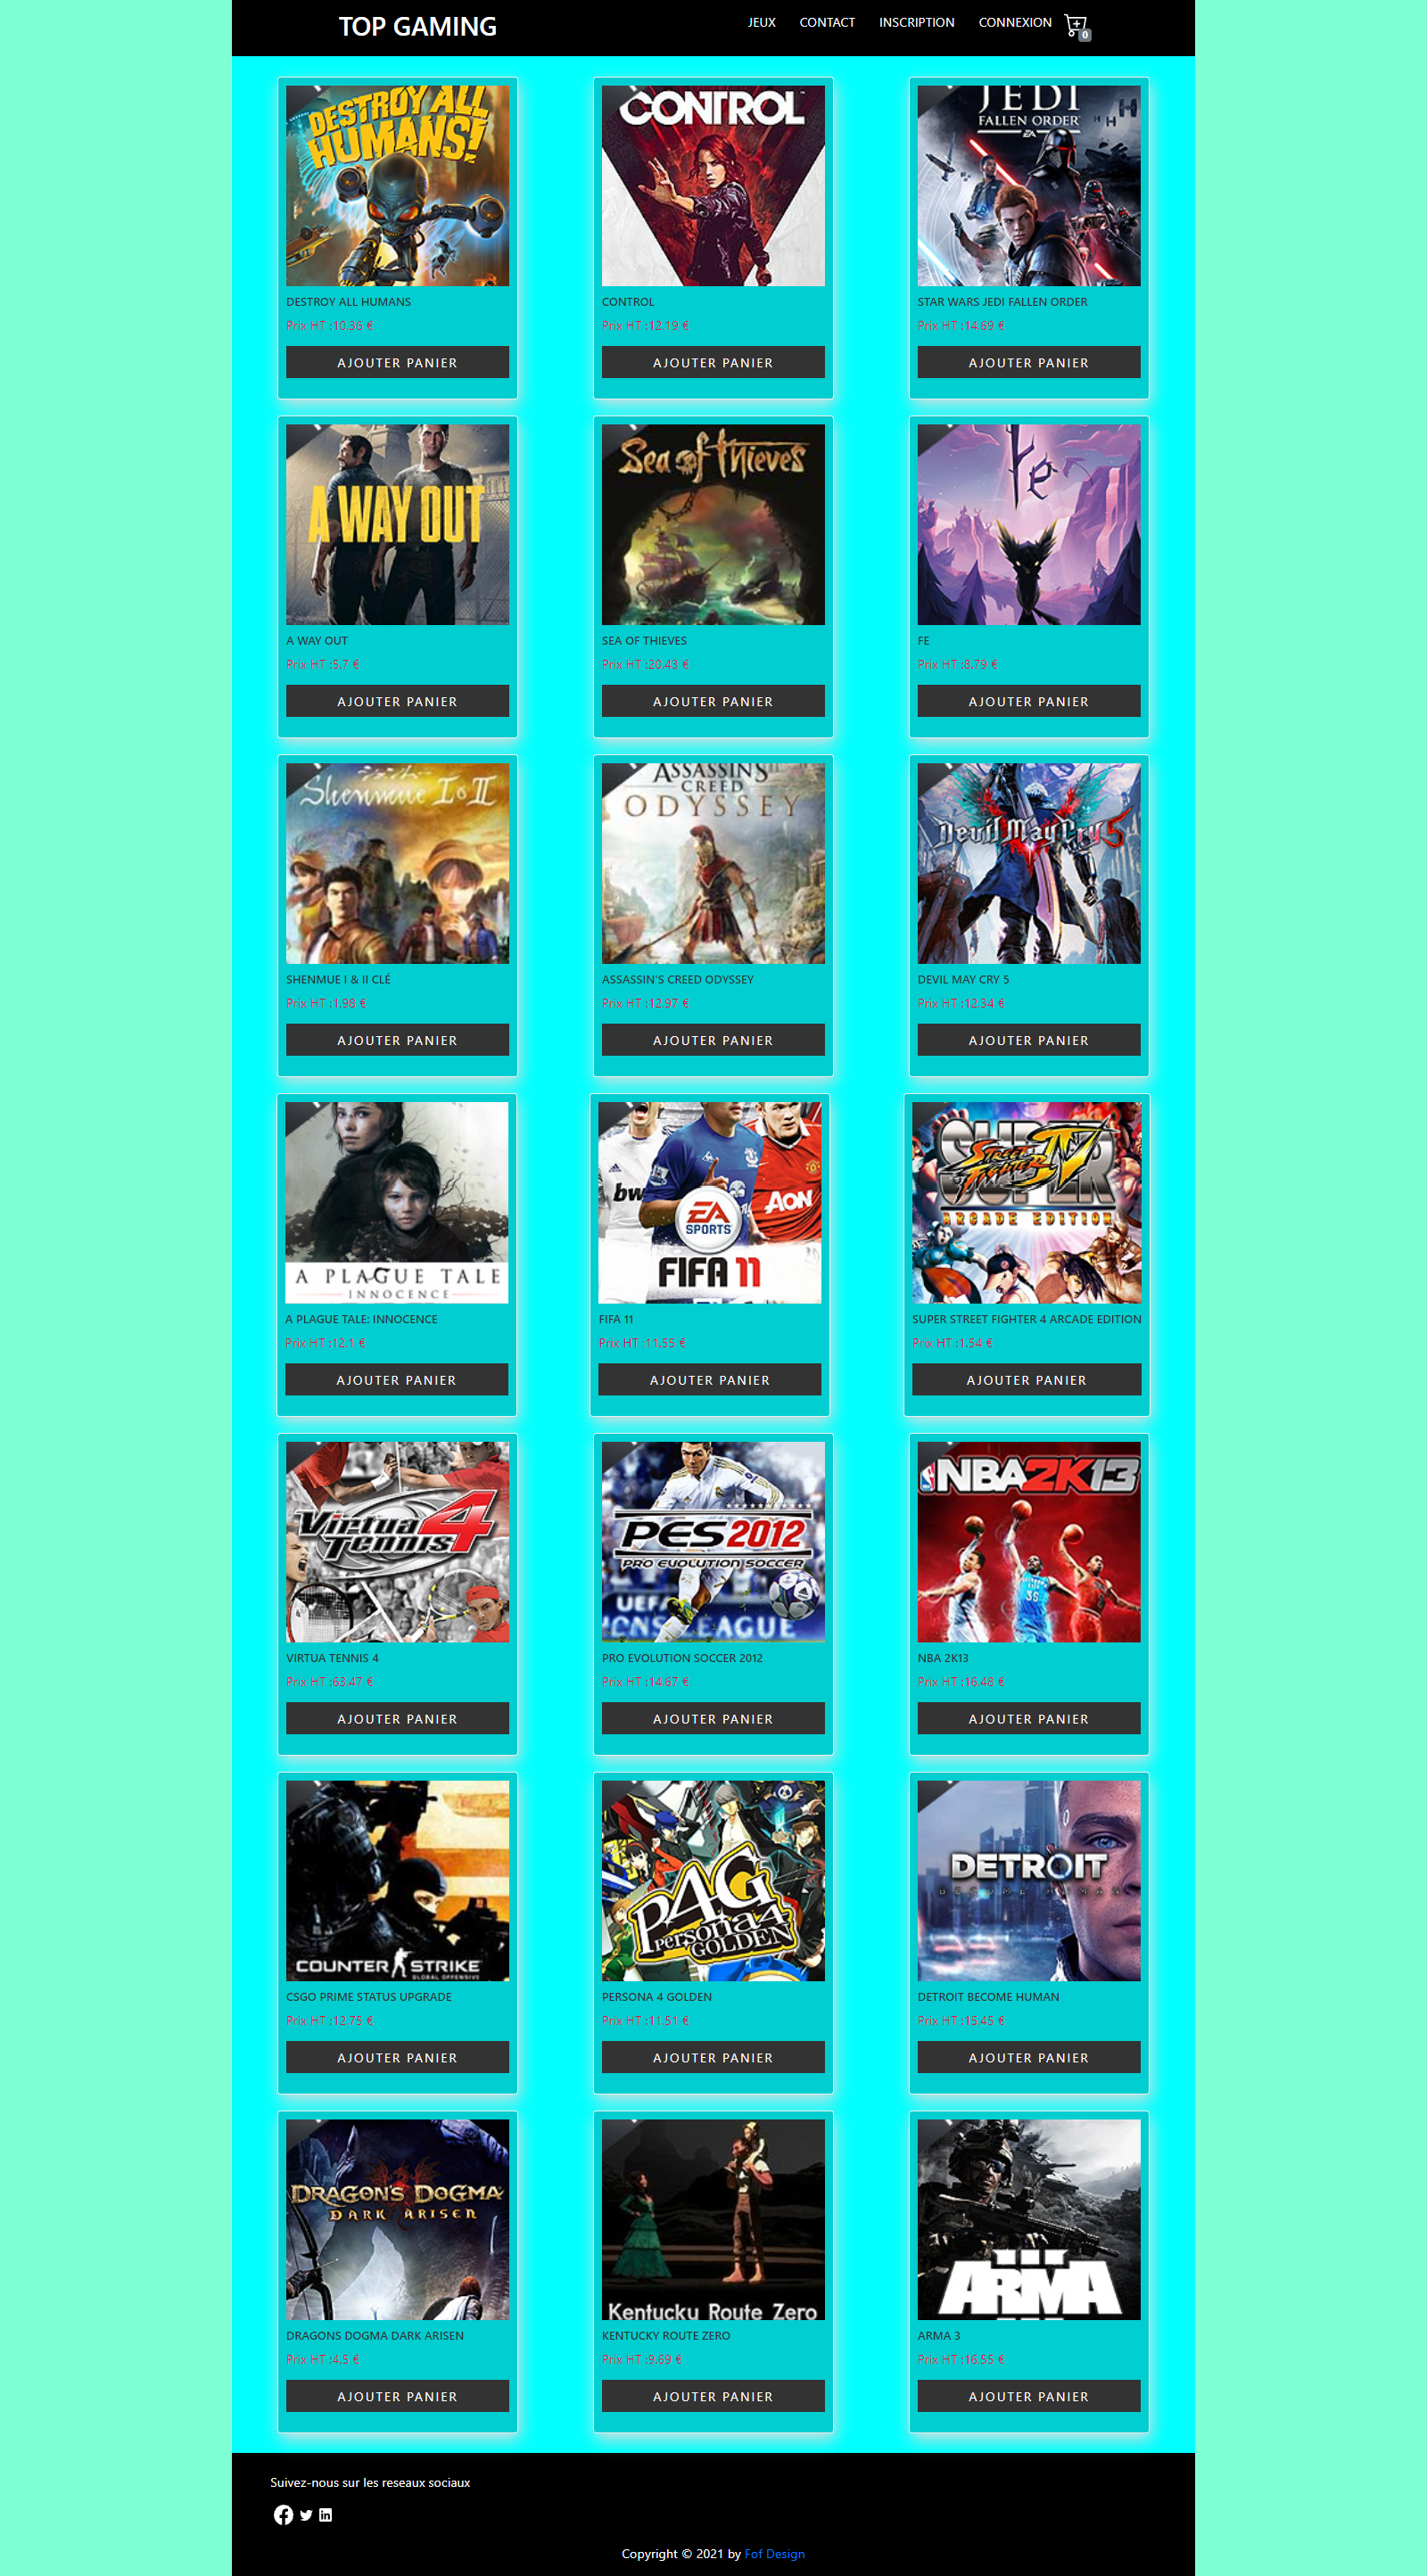 TOP GAMING
JEUX CONTACT INSCRIPTION CONNEXION 0
DESTROY ALL HUMANS!
CONTROL
JEDI FALLEN ORDER EA
DESTROY ALL HUMANS
CONTROL
STAR WARS JEDI FALLEN ORDER
Prix HT :10.36 €
Prix HT :12.19 €
Prix HT :14.69 €
AJOUTER PANIER
AJOUTER PANIER
AJOUTER PANIER
A WAY OUT
Sea of Thieves
fe
A WAY OUT
SEA OF THIEVES
FE
Prix HT :5.7 €
Prix HT :20.43 €
Prix HT :8.79 €
AJOUTER PANIER
AJOUTER PANIER
AJOUTER PANIER
Shenmue I & II
ASSASSIN'S CREED ODYSSEY
Devil May Cry 5
SHENMUE I & II CLÉ
ASSASSIN'S CREED ODYSSEY
DEVIL MAY CRY 5
Prix HT :1.98 €
Prix HT :12.97 €
Prix HT :12.34 €
AJOUTER PANIER
AJOUTER PANIER
AJOUTER PANIER
A PLAGUE TALE INNOCENCE
bw AON EA SPORTS FIFA 11
SUPER STREET FIGHTER IV ARCADE EDITION
A PLAGUE TALE: INNOCENCE
FIFA 11
SUPER STREET FIGHTER 4 ARCADE EDITION
Prix HT :12.1 €
Prix HT :11.55 €
Prix HT :1.54 €
AJOUTER PANIER
AJOUTER PANIER
AJOUTER PANIER
Virtua Tennis 4
PES 2012 PRO EVOLUTION SOCCER UEFA LEAGUE
NBA 2K13 35
VIRTUA TENNIS 4
PRO EVOLUTION SOCCER 2012
NBA 2K13
Prix HT :63.47 €
Prix HT :14.67 €
Prix HT :16.48 €
AJOUTER PANIER
AJOUTER PANIER
AJOUTER PANIER
COUNTER STRIKE GLOBAL OFFENSIVE
P4G Persona 4 GOLDEN
DETROIT BECOME HUMAN
CSGO PRIME STATUS UPGRADE
PERSONA 4 GOLDEN
DETROIT BECOME HUMAN
Prix HT :12.75 €
Prix HT :11.51 €
Prix HT :15.45 €
AJOUTER PANIER
AJOUTER PANIER
AJOUTER PANIER
DRAGON'S DOGMA DARK ARISEN
Kentucky Route Zero
ARMA III
DRAGONS DOGMA DARK ARISEN
KENTUCKY ROUTE ZERO
ARMA 3
Prix HT :4.5 €
Prix HT :9.69 €
Prix HT :16.55 €
AJOUTER PANIER
AJOUTER PANIER
AJOUTER PANIER
Suivez-nous sur les reseaux sociaux
Copyright © 2021 by Fof Design